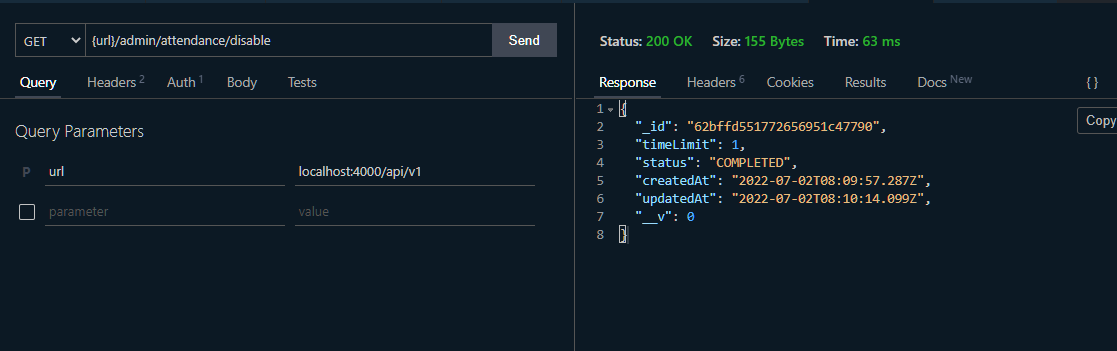 GET {url}/admin/attendance/disable Send
Query Headers 2 Auth 1 Body Tests
Query Parameters
P url localhost:4000/api/v1
parameter value
Status: 200 OK Size: 155 Bytes Time: 63 ms
Response Headers 6 Cookies Results Docs New {}
Copy
1 {
2 "_id": "62bffd551772656951c47790",
3 "timeLimit": 1,
4 "status": "COMPLETED",
5 "createdAt": "2022-07-02T08:09:57.287Z",
6 "updatedAt": "2022-07-02T08:10:14.099Z",
7 "__v": 0
8 }